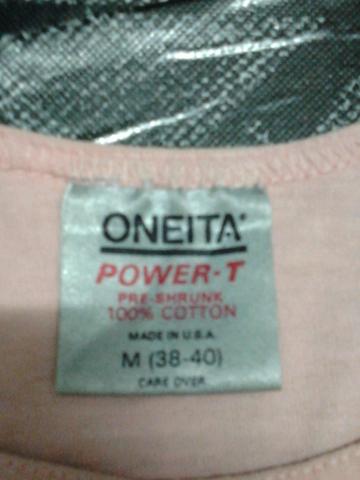 ONEITA
POWER-T
PRE-SHRUNK
100% COTTON
MADE IN U.S.A.
M (38-40)
CARE OVER